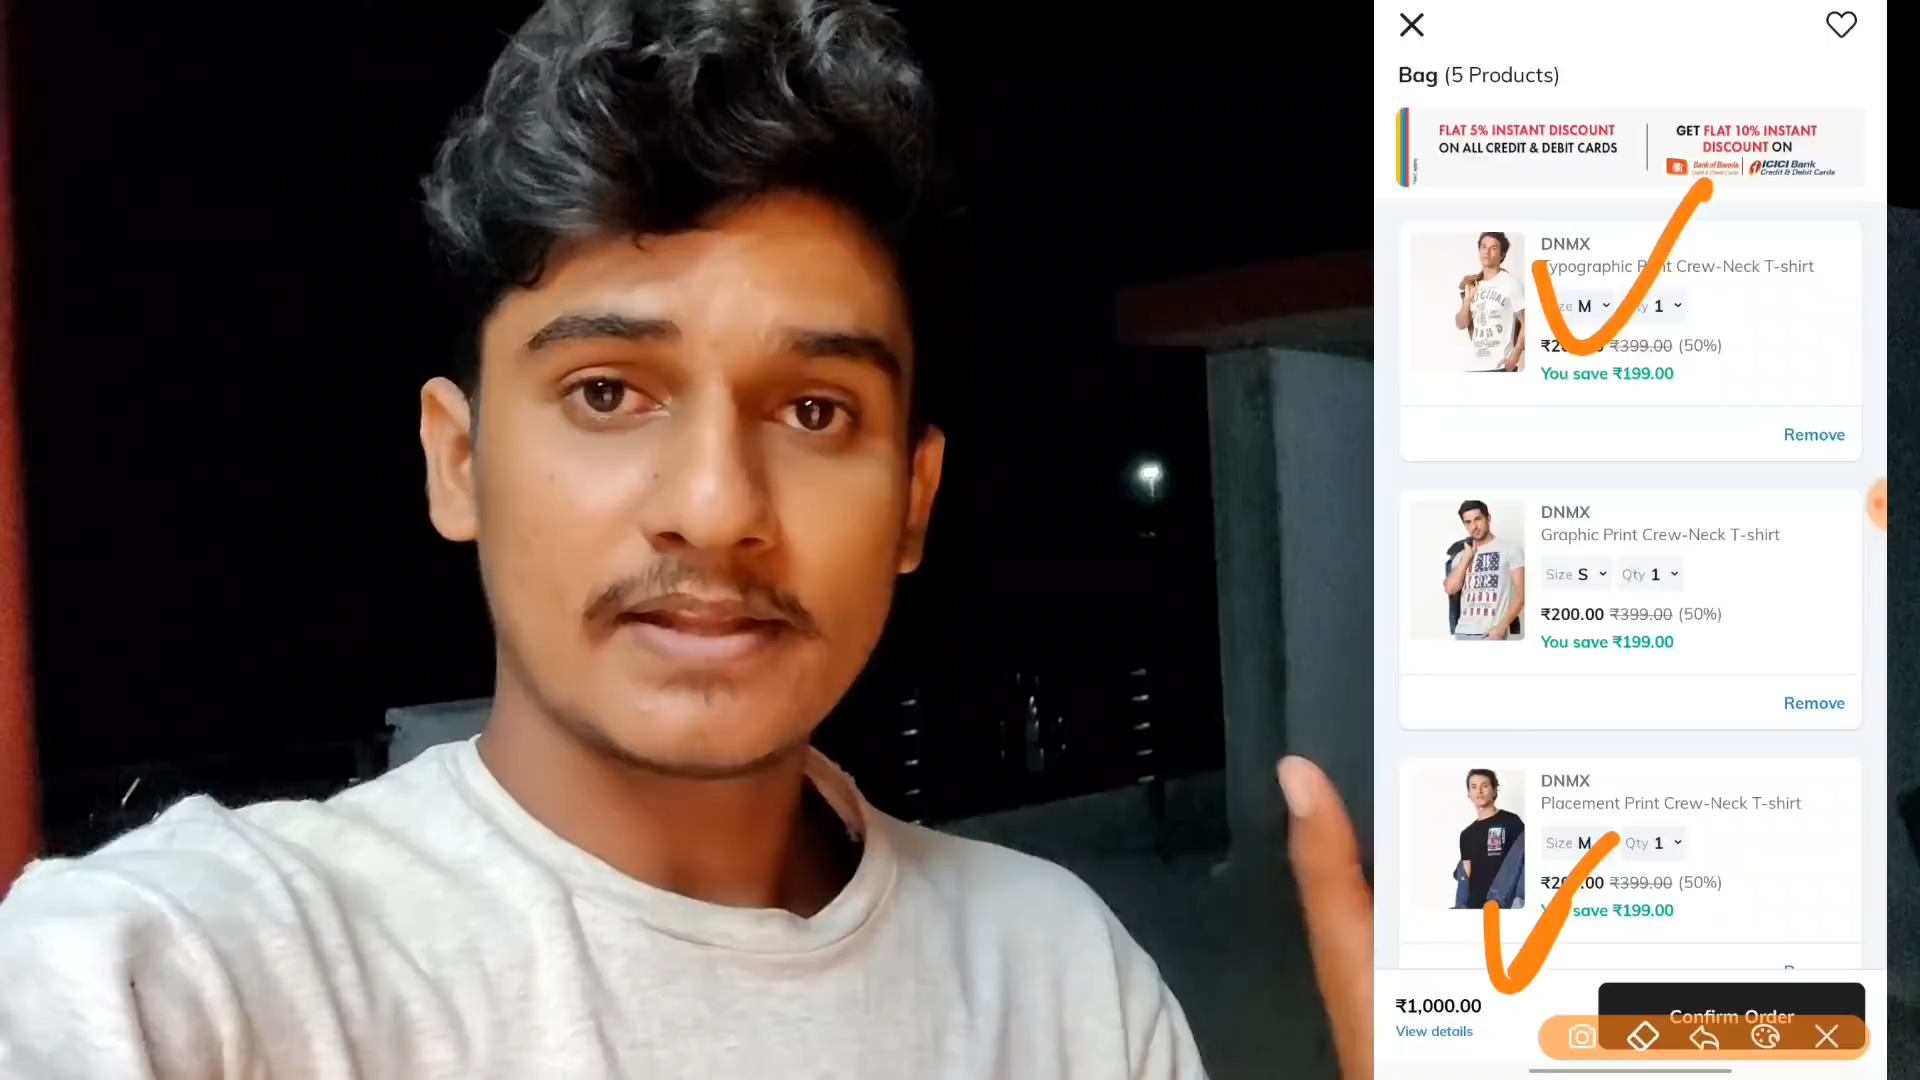 Bag (5 Products)
FLAT 5% INSTANT DISCOUNT
ON ALL CREDIT & DEBIT CARDS
GET FLAT 10% INSTANT
DISCOUNT ON
Bank of Baroda
ICICI Bank
Credit & Debit Cards
DNMX
Crew-Neck T-shirt
M
1
₹399.00 (50%)
You save ₹199.00
Remove
DNMX
Graphic Print Crew-Neck T-shirt
Size S Qty 1
₹200.00 ₹399.00 (50%)
You save ₹199.00
Remove
DNMX
Placement Print Crew-Neck T-shirt
Size M Qty 1
₹399.00 (50%)
save ₹199.00
₹1,000.00
Confirm Order
View details